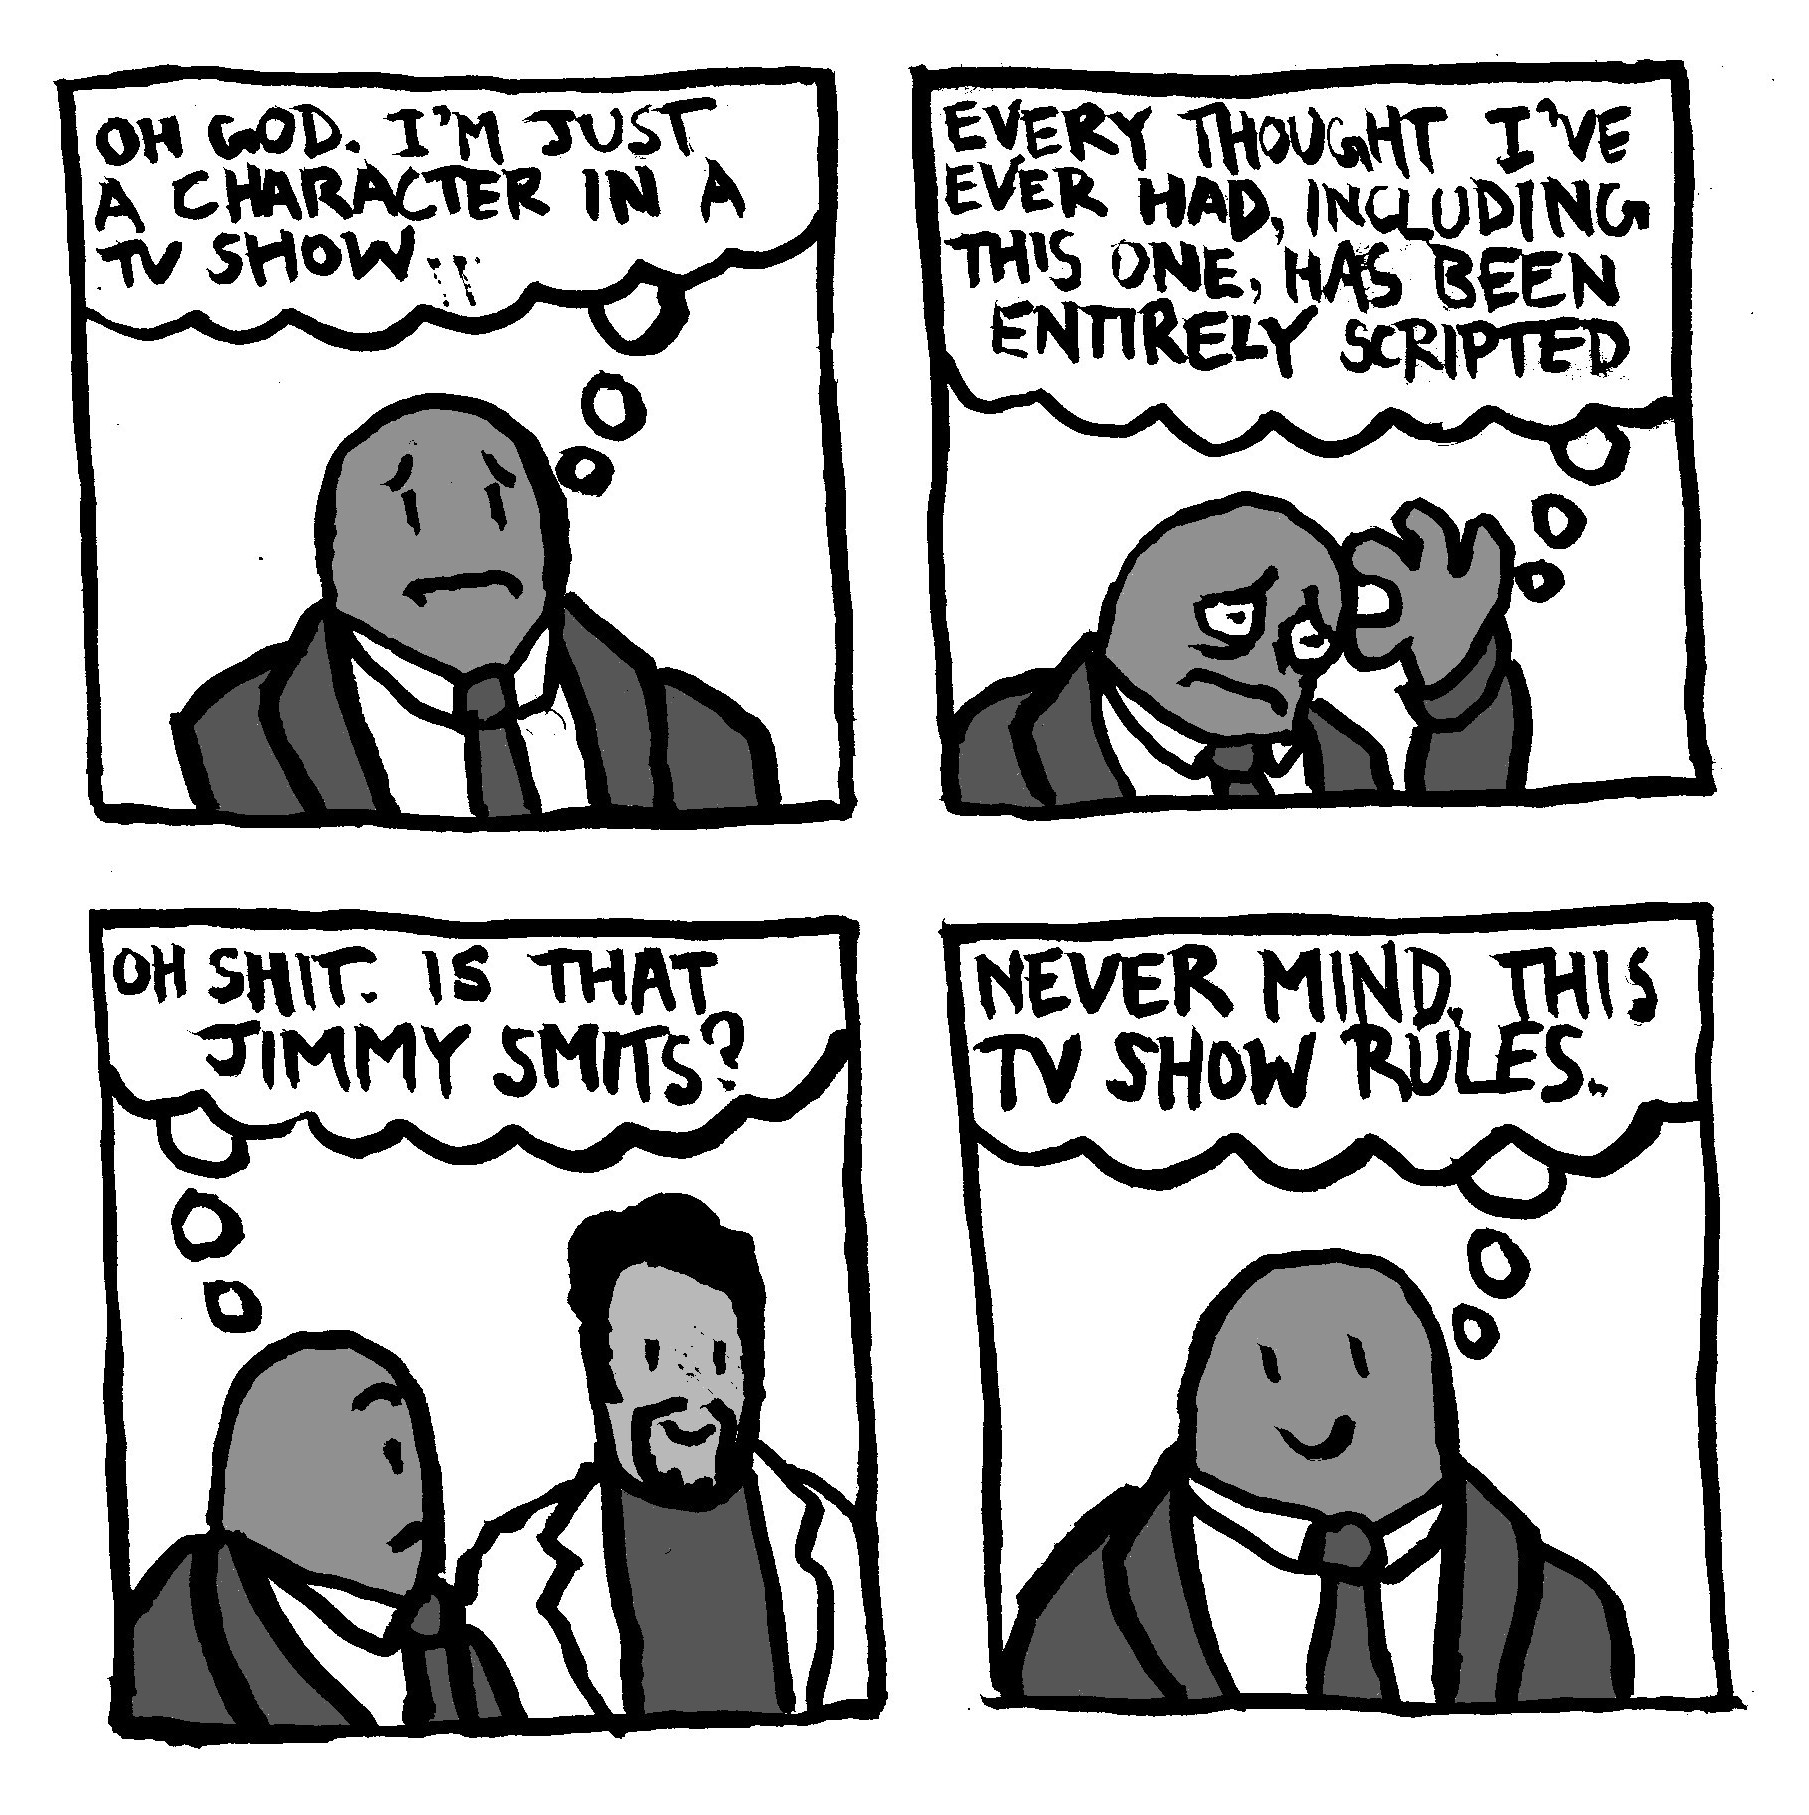 OH GOD. I'M JUST
A CHARACTER IN A
TV SHOW..
EVERY THOUGHT I'VE
EVER HAD, INCLUDING
THIS ONE, HAS BEEN
ENTIRELY SCRIPTED
OH SHIT. IS THAT
JIMMY SMITS?
NEVER MIND. THIS
TV SHOW RULES.